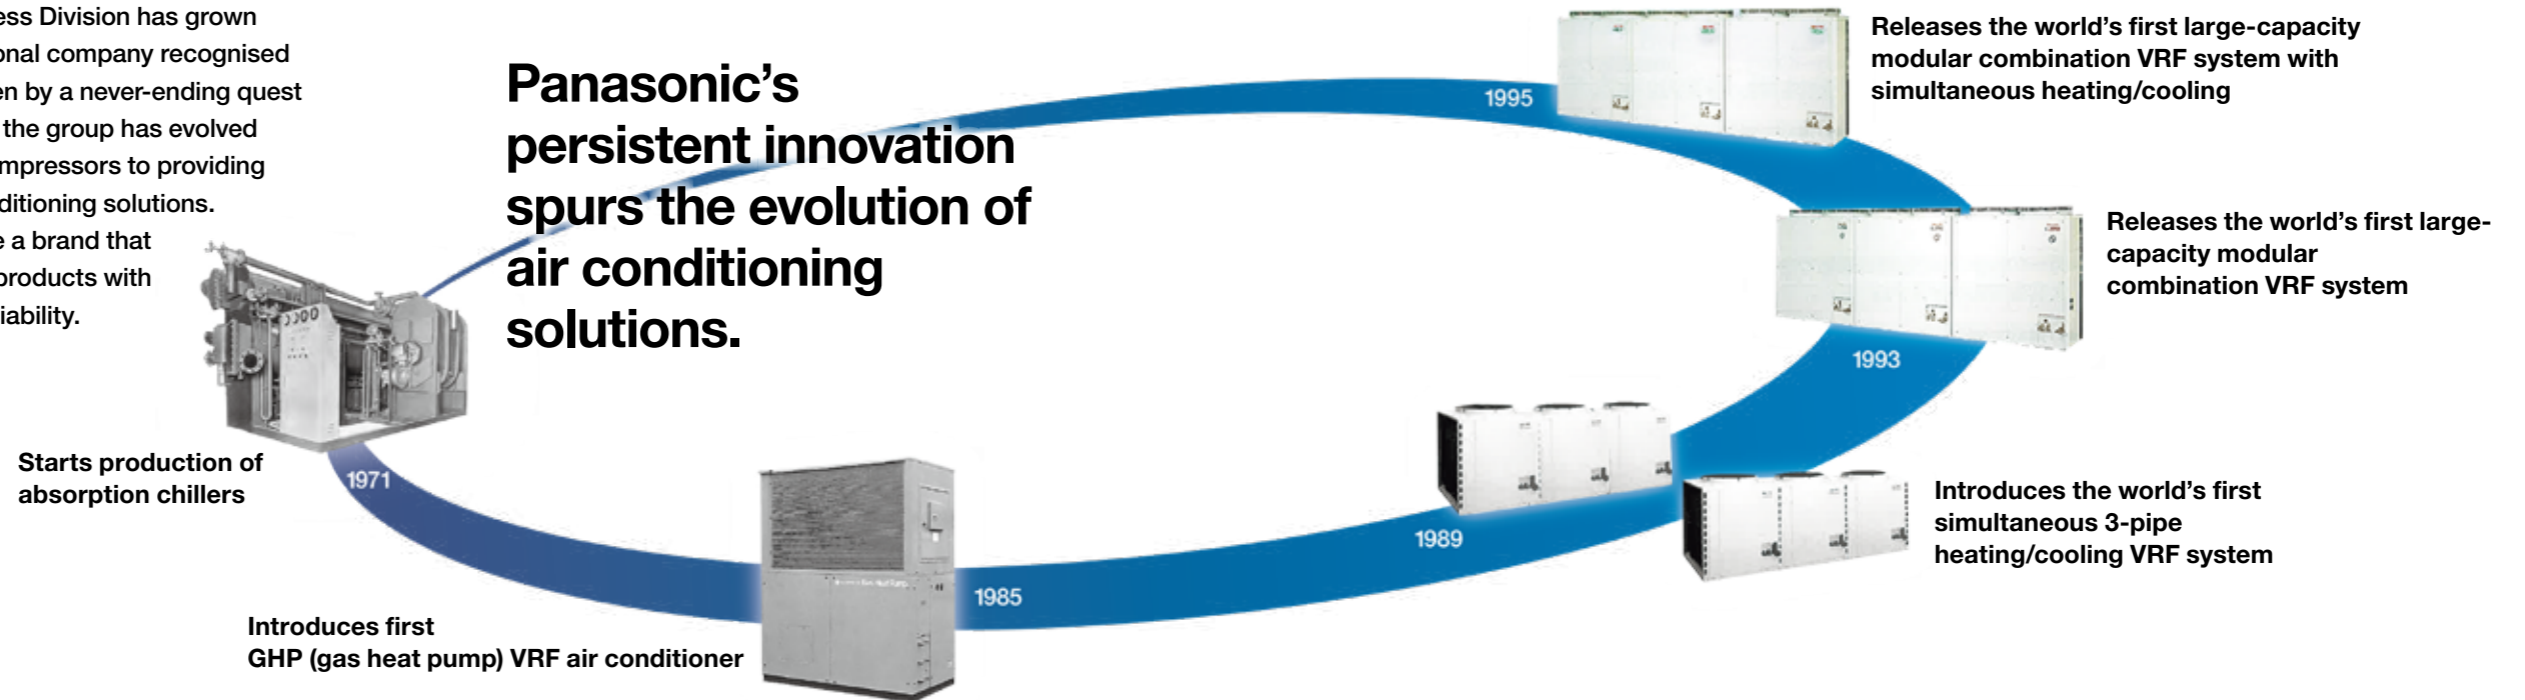 ess Division has grown
onal company recognised
en by a never-ending quest
the group has evolved
mpressors to providing
ditioning solutions.
e a brand that
products with
iability.
Panasonic’s
persistent innovation
spurs the evolution of
air conditioning
solutions.
Starts production of
absorption chillers
1971
Introduces first
GHP (gas heat pump) VRF air conditioner
1985
1989
Introduces the world’s first
simultaneous 3-pipe
heating/cooling VRF system
1993
Releases the world’s first large-
capacity modular
combination VRF system
1995
Releases the world’s first large-capacity
modular combination VRF system with
simultaneous heating/cooling